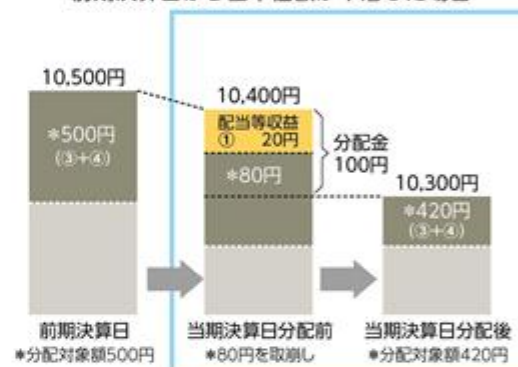 10,500円
10,400円
配当等収益
① 20円
*500円
(③+④)
*80円
分配金
100円
10,300円
*420円
(③+④)
前期決算日
当期決算日分配前
当期決算日分配後
*分配対象額500円
*80円を取崩し
*分配対象額420円